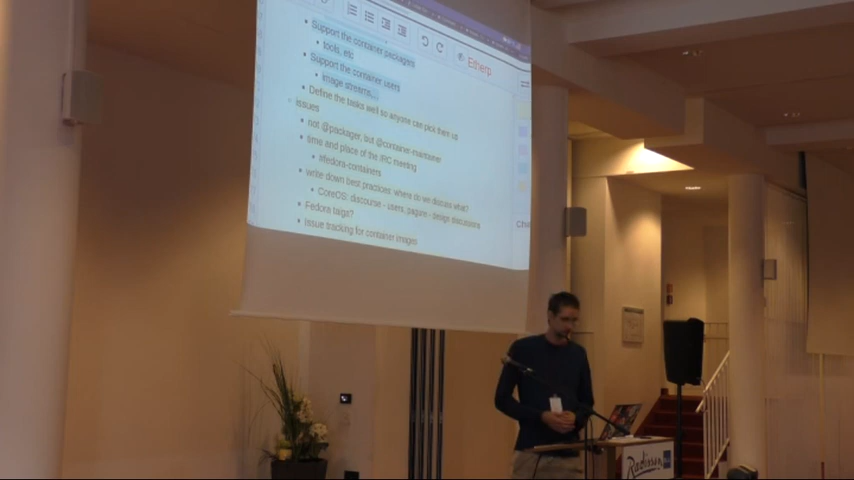 Etherp
Support the container packagers
tools, etc
Support the container users
image streams,...
Define the tasks well so anyone can pick them up
issues
not @packager, but @container-maintainer
time and place of the IRC meeting
#fedora-containers
write down best practices: where do we discuss what?
CoreOS: discourse - users, pagure - design discussions
Fedora taiga?
Issue tracking for container images
Radisson